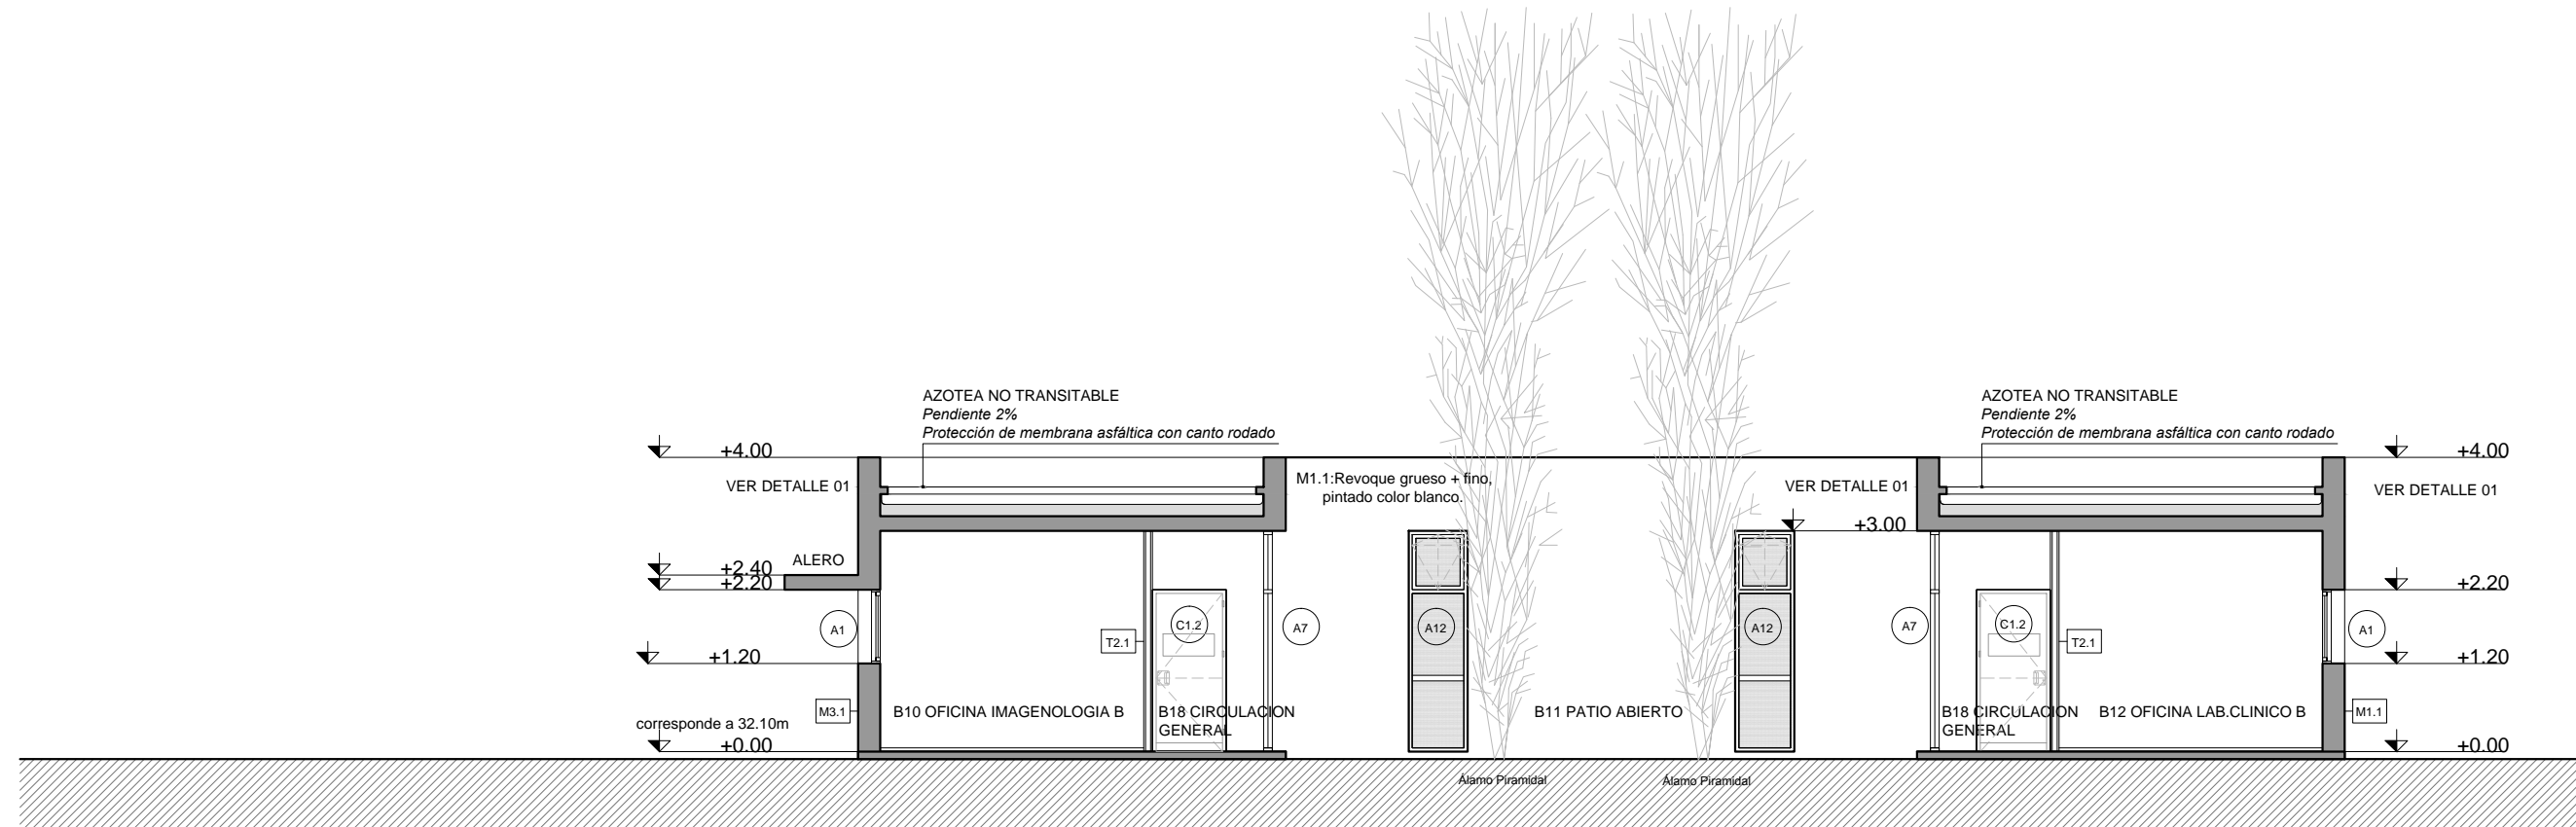 AZOTEA NO TRANSITABLE
Pendiente 2%
Protección de membrana asfáltica con canto rodado
AZOTEA NO TRANSITABLE
Pendiente 2%
Protección de membrana asfáltica con canto rodado
+4.00
+4.00
VER DETALLE 01
M1.1:Revoque grueso + fino,
pintado color blanco.
VER DETALLE 01
VER DETALLE 01
+3.00
ALERO
+2.40
+2.20
+2.20
A1
T2.1
C1.2
A7
A12
A12
A7
C1.2
T2.1
A1
+1.20
+1.20
M3.1
B10 OFICINA IMAGENOLOGIA B
B18 CIRCULACION
GENERAL
B11 PATIO ABIERTO
B18 CIRCULACION
GENERAL
B12 OFICINA LAB.CLINICO B
M1.1
corresponde a 32.10m
+0.00
+0.00
Álamo Piramidal
Álamo Piramidal